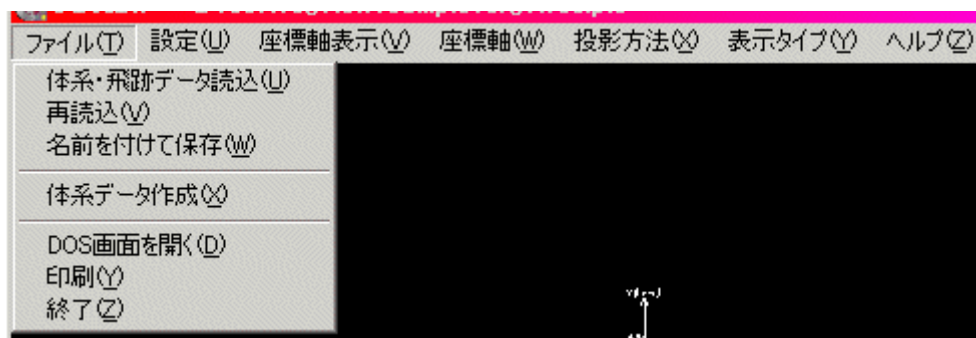 ファイル(T) 設定(U) 座標軸表示(V) 座標軸(W) 投影方法(X) 表示タイプ(Y) ヘルプ(Z)
体系・飛跡データ読込(U)
再読込(V)
名前を付けて保存(W)
体系データ作成(X)
DOS画面を開く(D)
印刷(Y)
終了(Z)